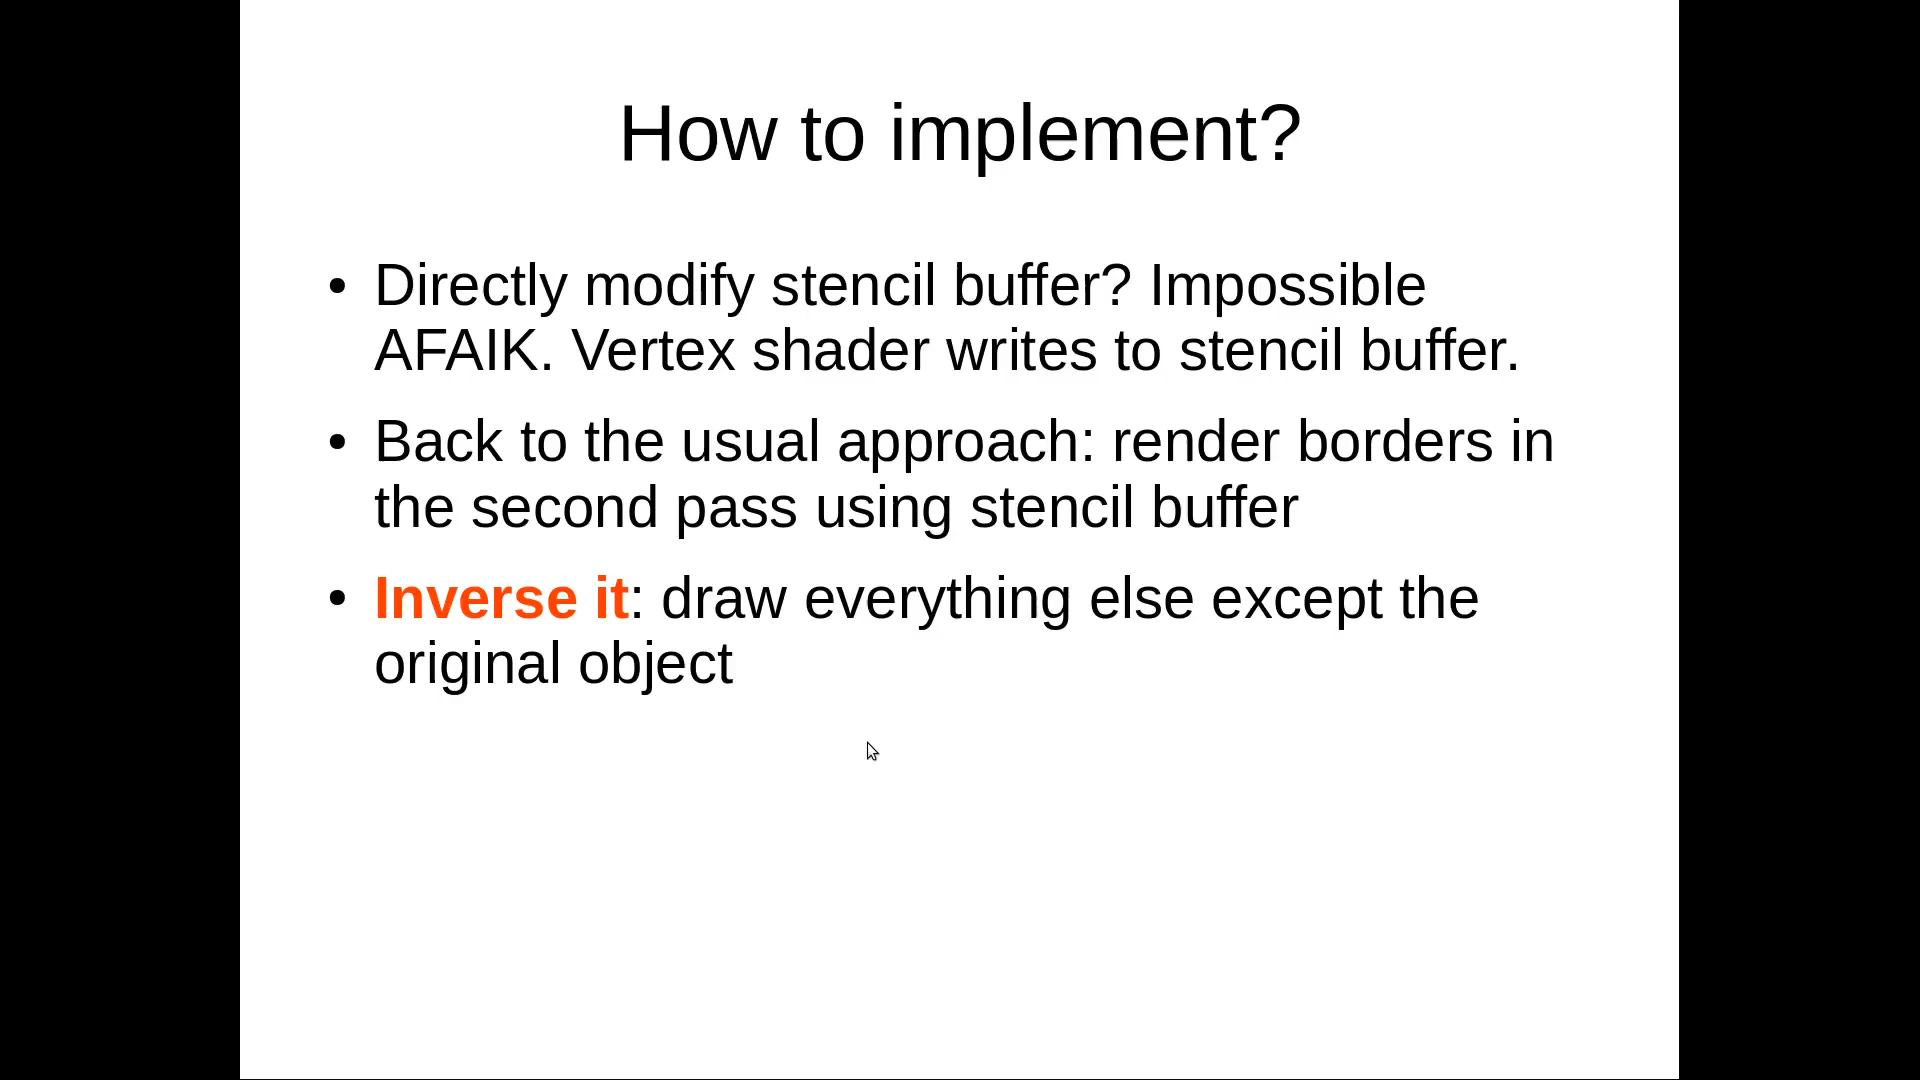 How to implement?
• Directly modify stencil buffer? Impossible
AFAIK. Vertex shader writes to stencil buffer.
• Back to the usual approach: render borders in
the second pass using stencil buffer
• Inverse it: draw everything else except the
original object